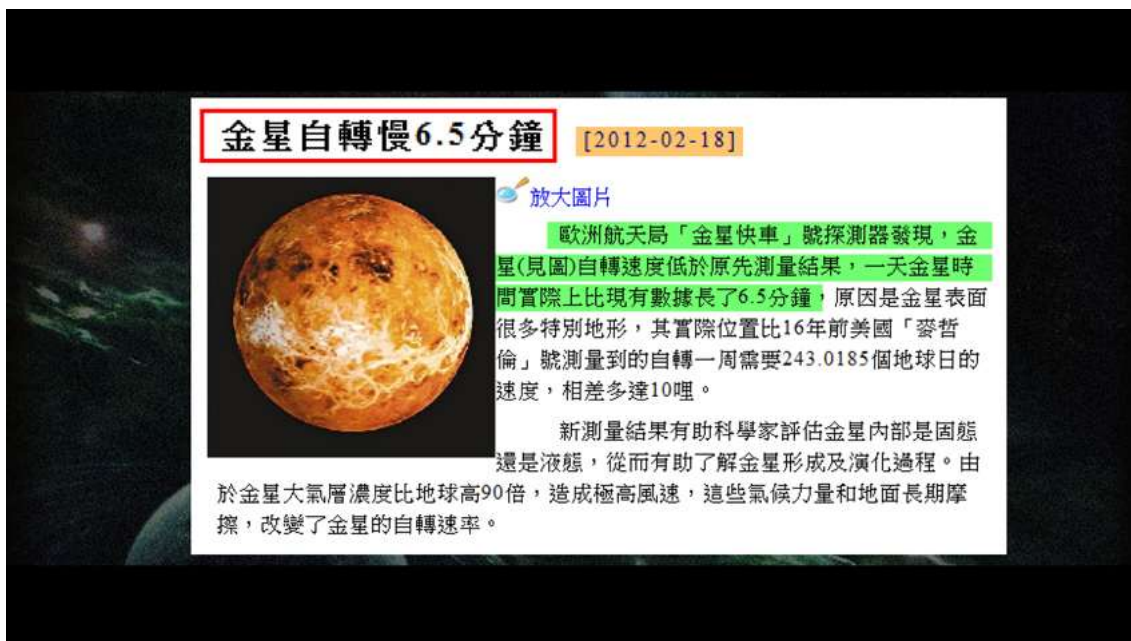 金星自轉慢6.5分鐘 [2012-02-18]
放大圖片
歐洲航天局「金星快車」號探測器發現，金
星(見圖)自轉速度低於原先測量結果，一天金星時
間實際上比現有數據長了6.5分鐘，原因是金星表面
很多特別地形，其實際位置比16年前美國「麥哲
倫」號測量到的自轉一周需要243.0185個地球日的
速度，相差多達10哩。
新測量結果有助科學家評估金星內部是固態
還是液態，從而有助了解金星形成及演化過程。由
於金星大氣層濃度比地球高90倍，造成極高風速，這些氣候力量和地面長期摩
擦，改變了金星的自轉速率。